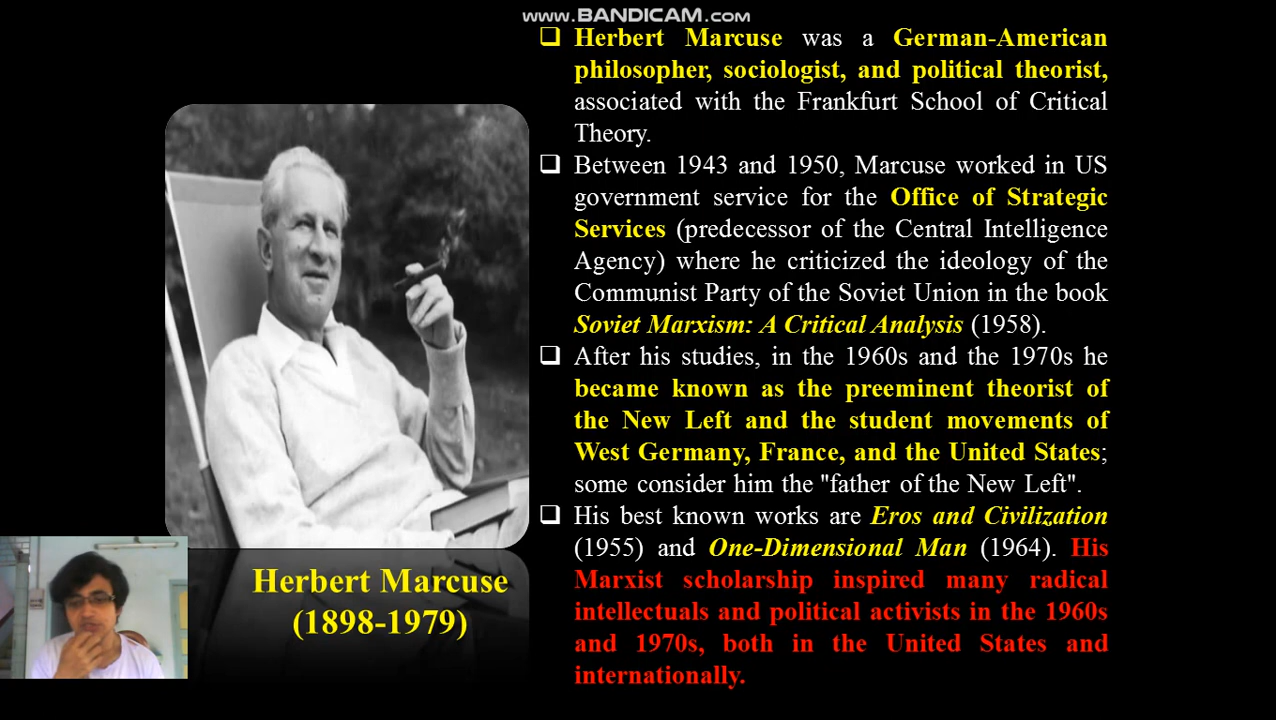 www.BANDICAM.com
Herbert Marcuse was a German-American
philosopher, sociologist, and political theorist,
associated with the Frankfurt School of Critical
Theory.
Between 1943 and 1950, Marcuse worked in US
government service for the Office of Strategic
Services (predecessor of the Central Intelligence
Agency) where he criticized the ideology of the
Communist Party of the Soviet Union in the book
Soviet Marxism: A Critical Analysis (1958).
After his studies, in the 1960s and the 1970s he
became known as the preeminent theorist of
the New Left and the student movements of
West Germany, France, and the United States;
some consider him the "father of the New Left".
His best known works are Eros and Civilization
(1955) and One-Dimensional Man (1964). His
Marxist scholarship inspired many radical
intellectuals and political activists in the 1960s
and 1970s, both in the United States and
internationally.
Herbert Marcuse
(1898-1979)